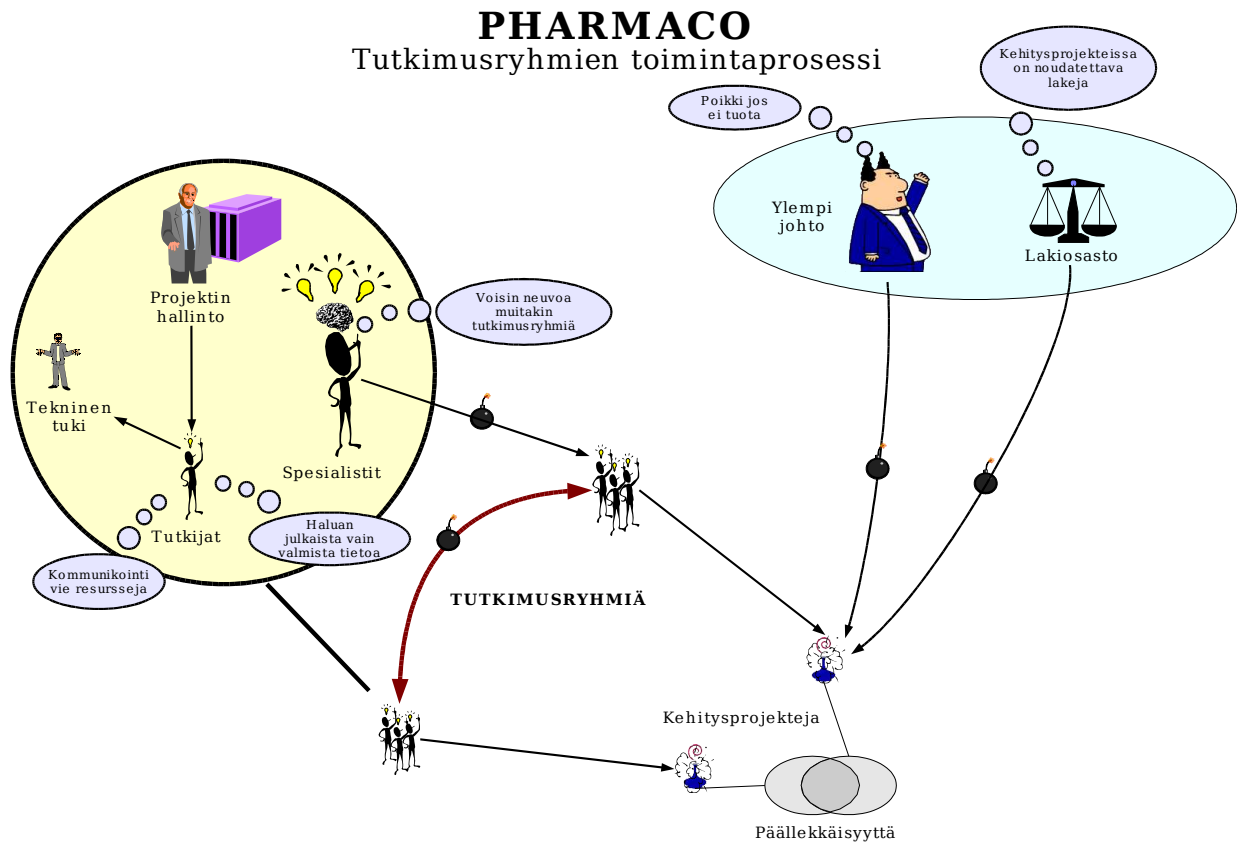 PHARMACO
Tutkimusryhmien toimintaprosessi
Kehitysprojekteissa
on noudatettava
lakeja
Poikki jos
ei tuota
Ylempi
johto
Lakiosasto
Projektin
hallinto
Voisin neuvoa
muitakin
tutkimusryhmiä
Tekninen
tuki
Spesialistit
Tutkijat
Haluan
julkaista vain
valmista tietoa
Kommunikointi
vie resursseja
TUTKIMUSRYHMIÄ
Kehitysprojekteja
Päällekkäisyyttä